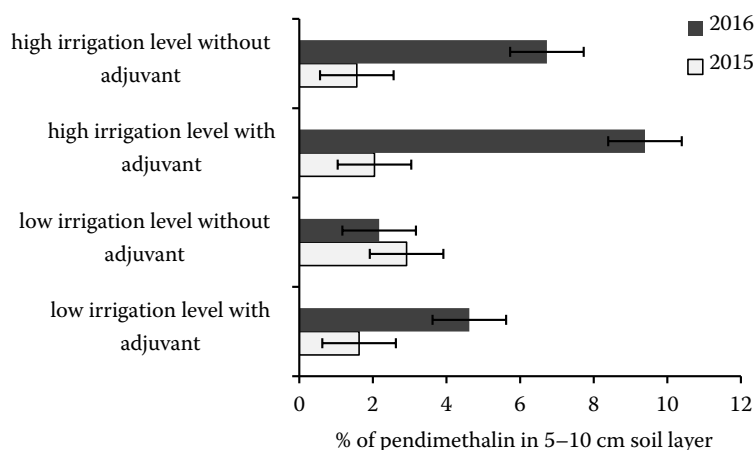 high irrigation level without
adjuvant
high irrigation level with
adjuvant
low irrigation level without
adjuvant
low irrigation level with
adjuvant
2016
2015
0 2 4 6 8 10 12
% of pendimethalin in 5–10 cm soil layer